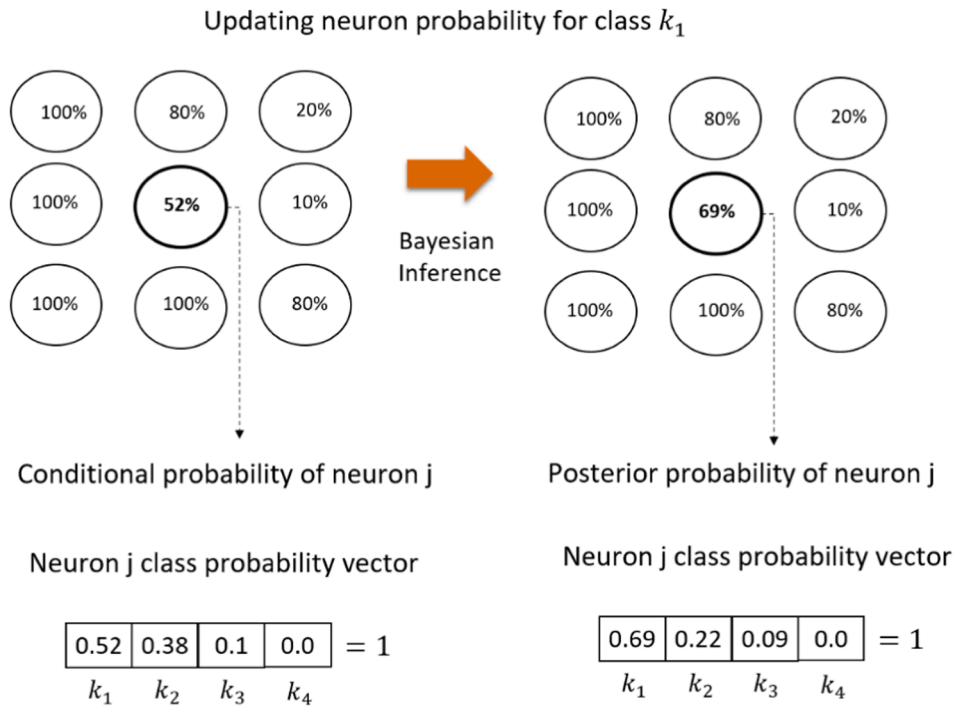 Updating neuron probability for class k₁
100% 80% 20% 100% 80% 20%
100% 52% 10% 100% 69% 10%
Bayesian
Inference
100% 100% 80% 100% 100% 80%
Conditional probability of neuron j
Posterior probability of neuron j
Neuron j class probability vector
Neuron j class probability vector
0.52 0.38 0.1 0.0 = 1
k₁ k₂ k₃ k₄
0.69 0.22 0.09 0.0 = 1
k₁ k₂ k₃ k₄